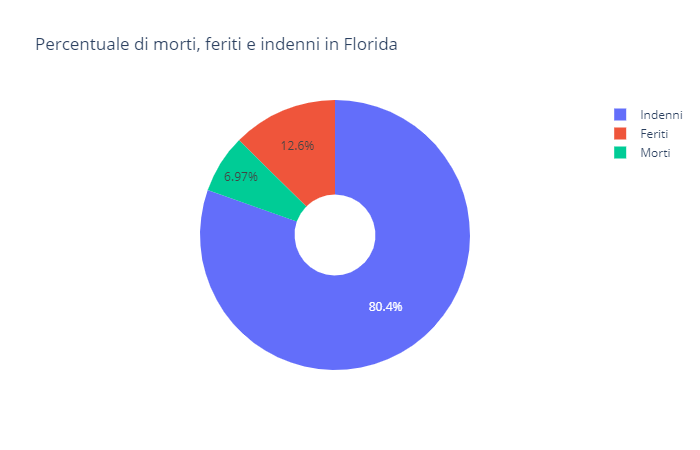 Percentuale di morti, feriti e indenni in Florida
Indenni
Feriti
Morti
12.6%
6.97%
80.4%